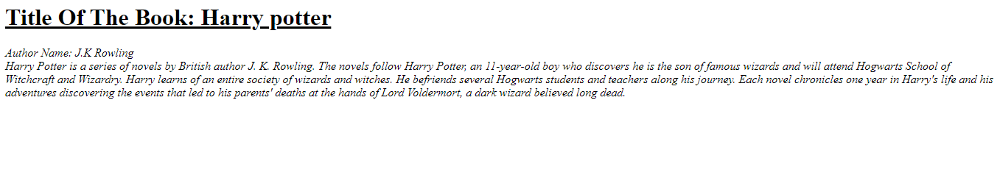 Title Of The Book: Harry potter
Author Name: J.K Rowling
Harry Potter is a series of novels by British author J. K. Rowling. The novels follow Harry Potter, an 11-year-old boy who discovers he is the son of famous wizards and will attend Hogwarts School of
Witchcraft and Wizardry. Harry learns of an entire society of wizards and witches. He befriends several Hogwarts students and teachers along his journey. Each novel chronicles one year in Harry's life and his
adventures discovering the events that led to his parents' deaths at the hands of Lord Voldermort, a dark wizard believed long dead.